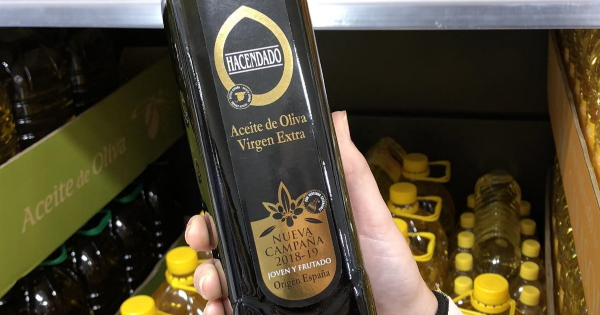 HACENDADO
Aceite de Oliva
Virgen Extra
NUEVA
CAMPAÑA
2018-19
JOVEN Y FRUTADO
Origen España
Aceite de Oliva